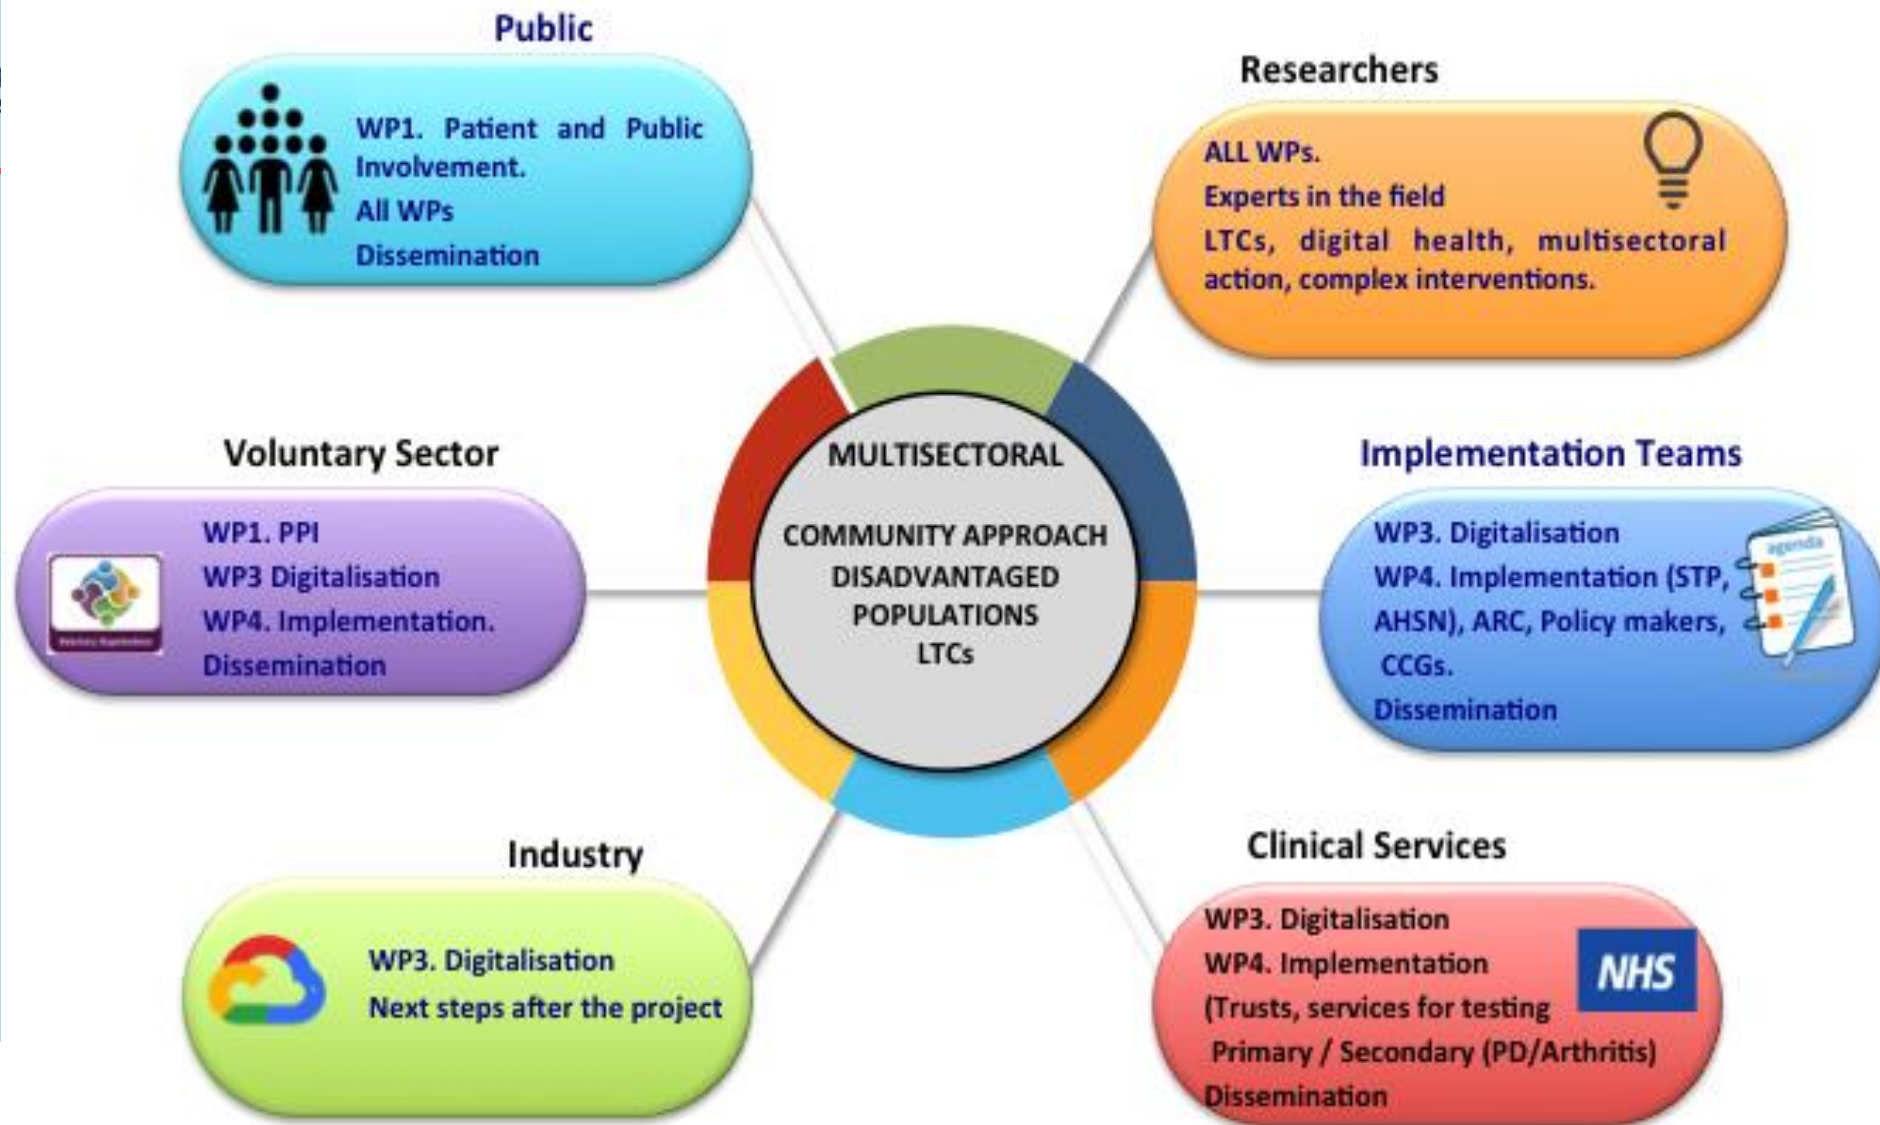 Public
WP1. Patient and Public
Involvement.
All WPs
Dissemination
Researchers
ALL WPs.
Experts in the field
LTCs, digital health, multisectoral
action, complex interventions.
Voluntary Sector
WP1. PPI
WP3 Digitalisation
WP4. Implementation.
Dissemination
MULTISECTORAL
COMMUNITY APPROACH
DISADVANTAGED
POPULATIONS
LTCs
Implementation Teams
WP3. Digitalisation
WP4. Implementation (STP,
AHSN), ARC, Policy makers,
CCGs.
Dissemination
agenda
Industry
WP3. Digitalisation
Next steps after the project
Clinical Services
WP3. Digitalisation
WP4. Implementation
(Trusts, services for testing
Primary / Secondary (PD/Arthritis)
Dissemination
NHS